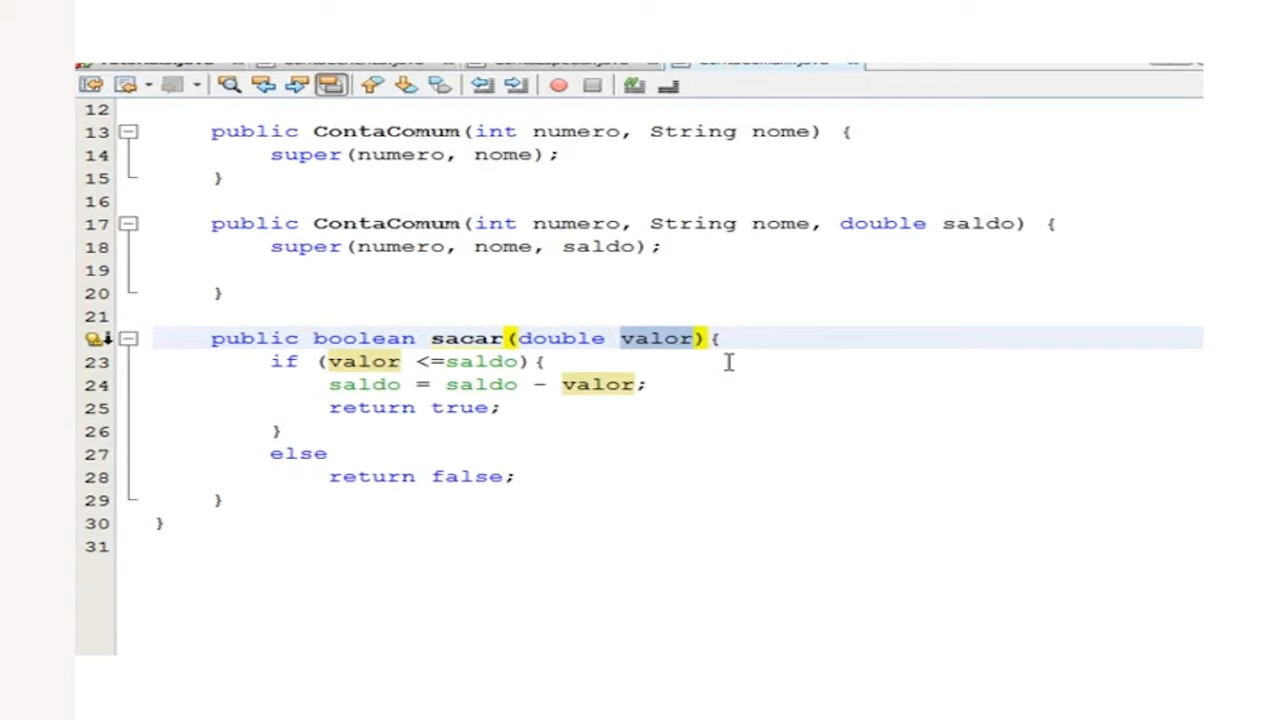 12
13 public ContaComum(int numero, String nome) {
14 super(numero, nome);
15 }
16
17 public ContaComum(int numero, String nome, double saldo) {
18 super(numero, nome, saldo);
19
20 }
21
public boolean sacar(double valor){
23 if (valor <=saldo){
24 saldo = saldo - valor;
25 return true;
26 }
27 else
28 return false;
29 }
30 }
31